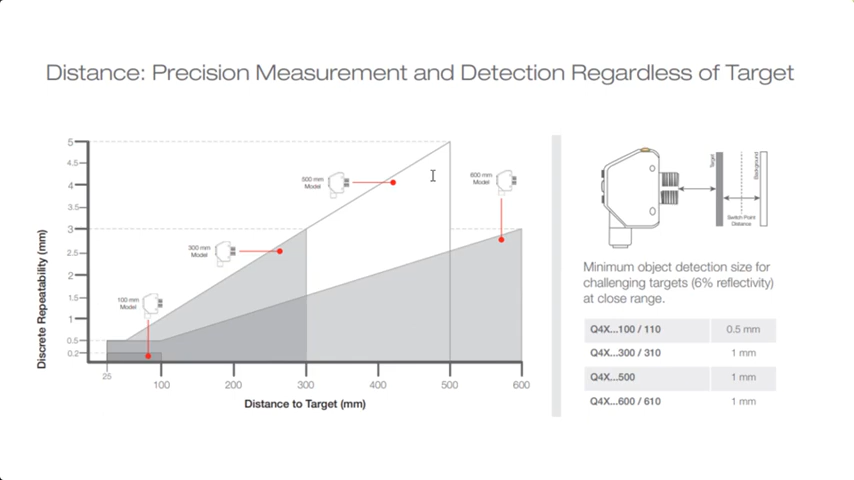 Distance: Precision Measurement and Detection Regardless of Target
Discrete Repeatability (mm)
5
4.5
4
3.5
3
2.5
2
1.5
1
0.5
0.2
100 mm
Model
300 mm
Model
500 mm
Model
600 mm
Model
25
100
200
300
400
500
600
Distance to Target (mm)
Target
Background
Switch Point
Distance
Minimum object detection size for
challenging targets (6% reflectivity)
at close range.
Q4X...100 / 110 0.5 mm
Q4X...300 / 310 1 mm
Q4X...500 1 mm
Q4X...600 / 610 1 mm